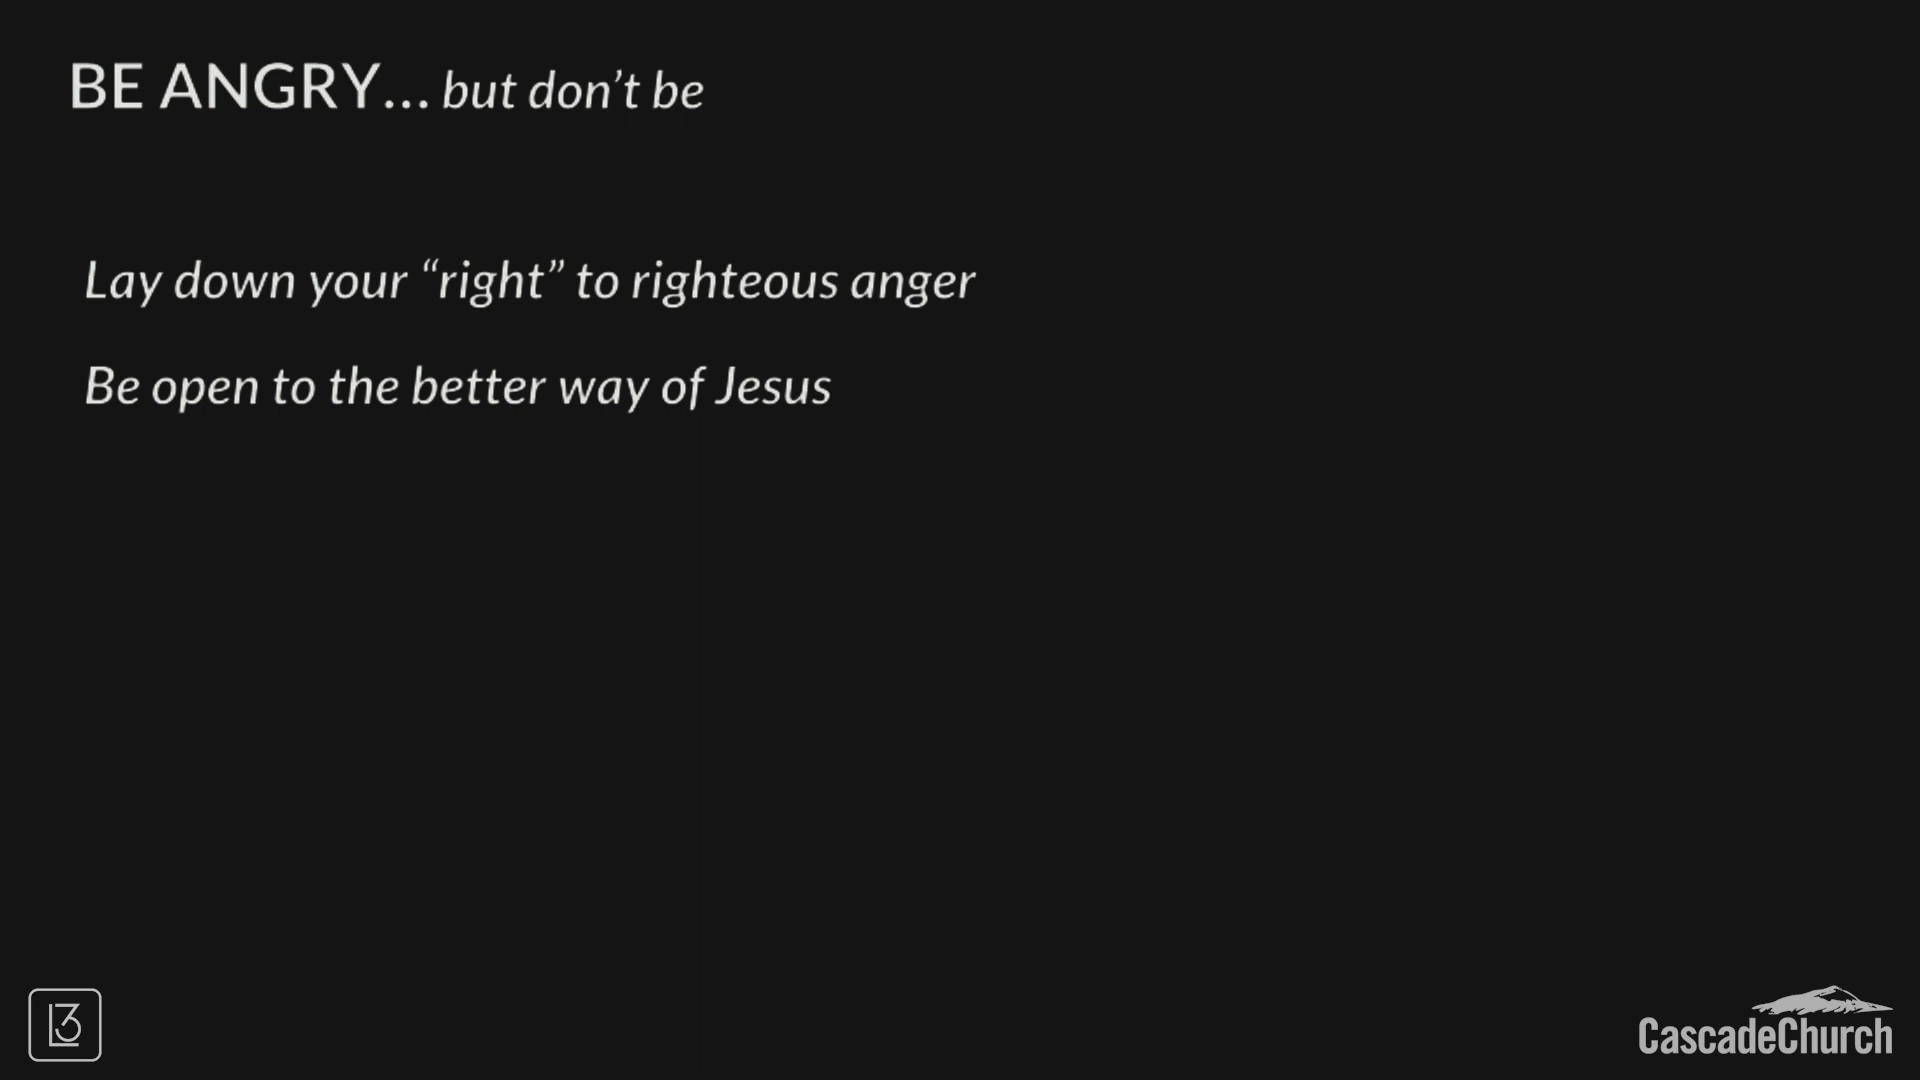 BE ANGRY... but don’t be
Lay down your “right” to righteous anger
Be open to the better way of Jesus
L3
CascadeChurch